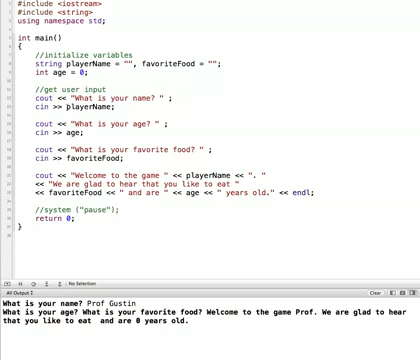 #include <iostream>
#include <string>
using namespace std;
int main()
{
//initialize variables
string playerName = "", favoriteFood = "";
int age = 0;
//get user input
cout << "What is your name? " ;
cin >> playerName;
cout << "What is your age? " ;
cin >> age;
cout << "What is your favorite food? " ;
cin >> favoriteFood;
cout << "Welcome to the game " << playerName << ". "
<< "We are glad to hear that you like to eat "
<< favoriteFood << " and are " << age << " years old." << endl;
//system ("pause");
return 0;
}
No Selection
All Output
Clear
What is your name? Prof Gustin
What is your age? What is your favorite food? Welcome to the game Prof. We are glad to hear
that you like to eat  and are 0 years old.